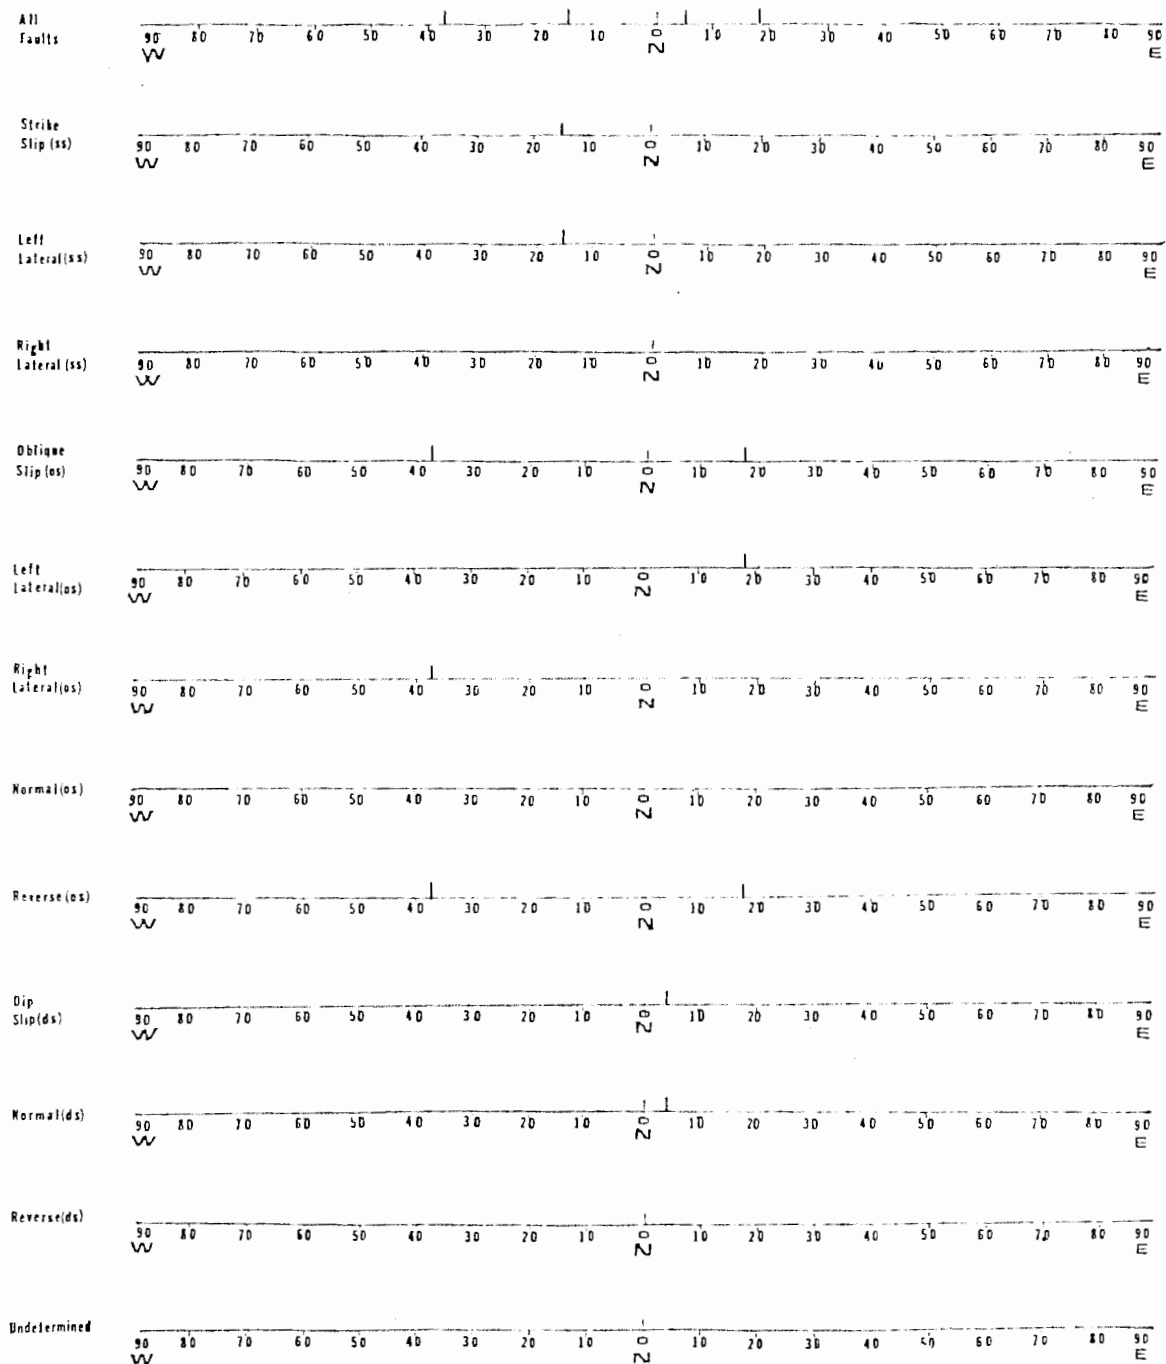 All
Faults
90 80 70 60 50 40 30 20 10 0 10 20 30 40 50 60 70 80 90
W N E
Strike
Slip (ss)
90 80 70 60 50 40 30 20 10 0 10 20 30 40 50 60 70 80 90
W N E
Left
Lateral(ss)
90 80 70 60 50 40 30 20 10 0 10 20 30 40 50 60 70 80 90
W N E
Right
Lateral (ss)
90 80 70 60 50 40 30 20 10 0 10 20 30 40 50 60 70 80 90
W N E
Oblique
Slip (os)
90 80 70 60 50 40 30 20 10 0 10 20 30 40 50 60 70 80 90
W N E
Left
Lateral(os)
90 80 70 60 50 40 30 20 10 0 10 20 30 40 50 60 70 80 90
W N E
Right
Lateral(os)
90 80 70 60 50 40 30 20 10 0 10 20 30 40 50 60 70 80 90
W N E
Normal(os)
90 80 70 60 50 40 30 20 10 0 10 20 30 40 50 60 70 80 90
W N E
Reverse(os)
90 80 70 60 50 40 30 20 10 0 10 20 30 40 50 60 70 80 90
W N E
Dip
Slip(ds)
90 80 70 60 50 40 30 20 10 0 10 20 30 40 50 60 70 80 90
W N E
Normal(ds)
90 80 70 60 50 40 30 20 10 0 10 20 30 40 50 60 70 80 90
W N E
Reverse(ds)
90 80 70 60 50 40 30 20 10 0 10 20 30 40 50 60 70 80 90
W N E
Undetermined
90 80 70 60 50 40 30 20 10 0 10 20 30 40 50 60 70 80 90
W N E